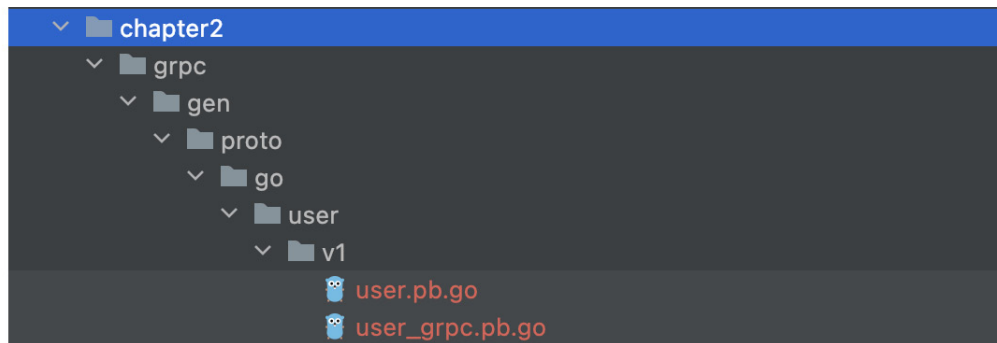 chapter2
grpc
gen
proto
go
user
v1
user.pb.go
user_grpc.pb.go